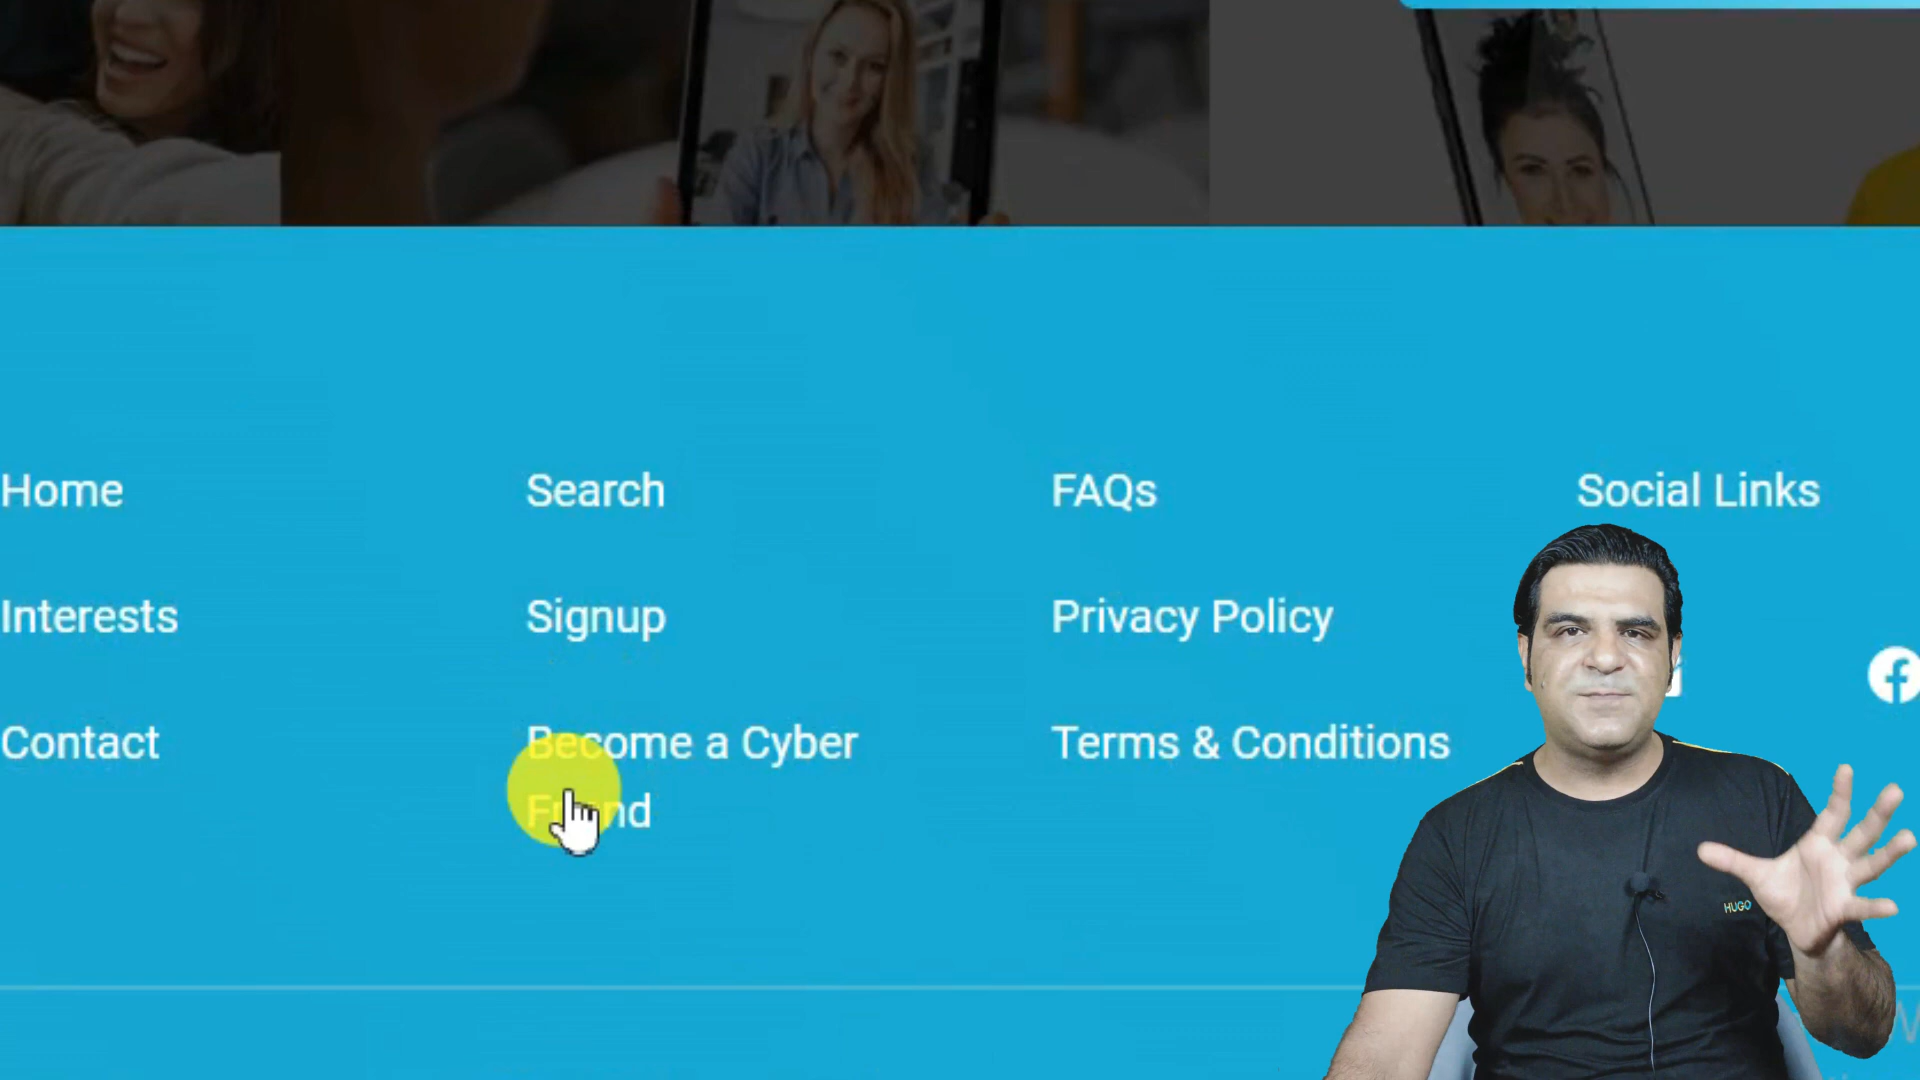 Home
Search
FAQs
Social Links
Interests
Signup
Privacy Policy
Contact
Become a Cyber
Friend
Terms & Conditions
HUGO